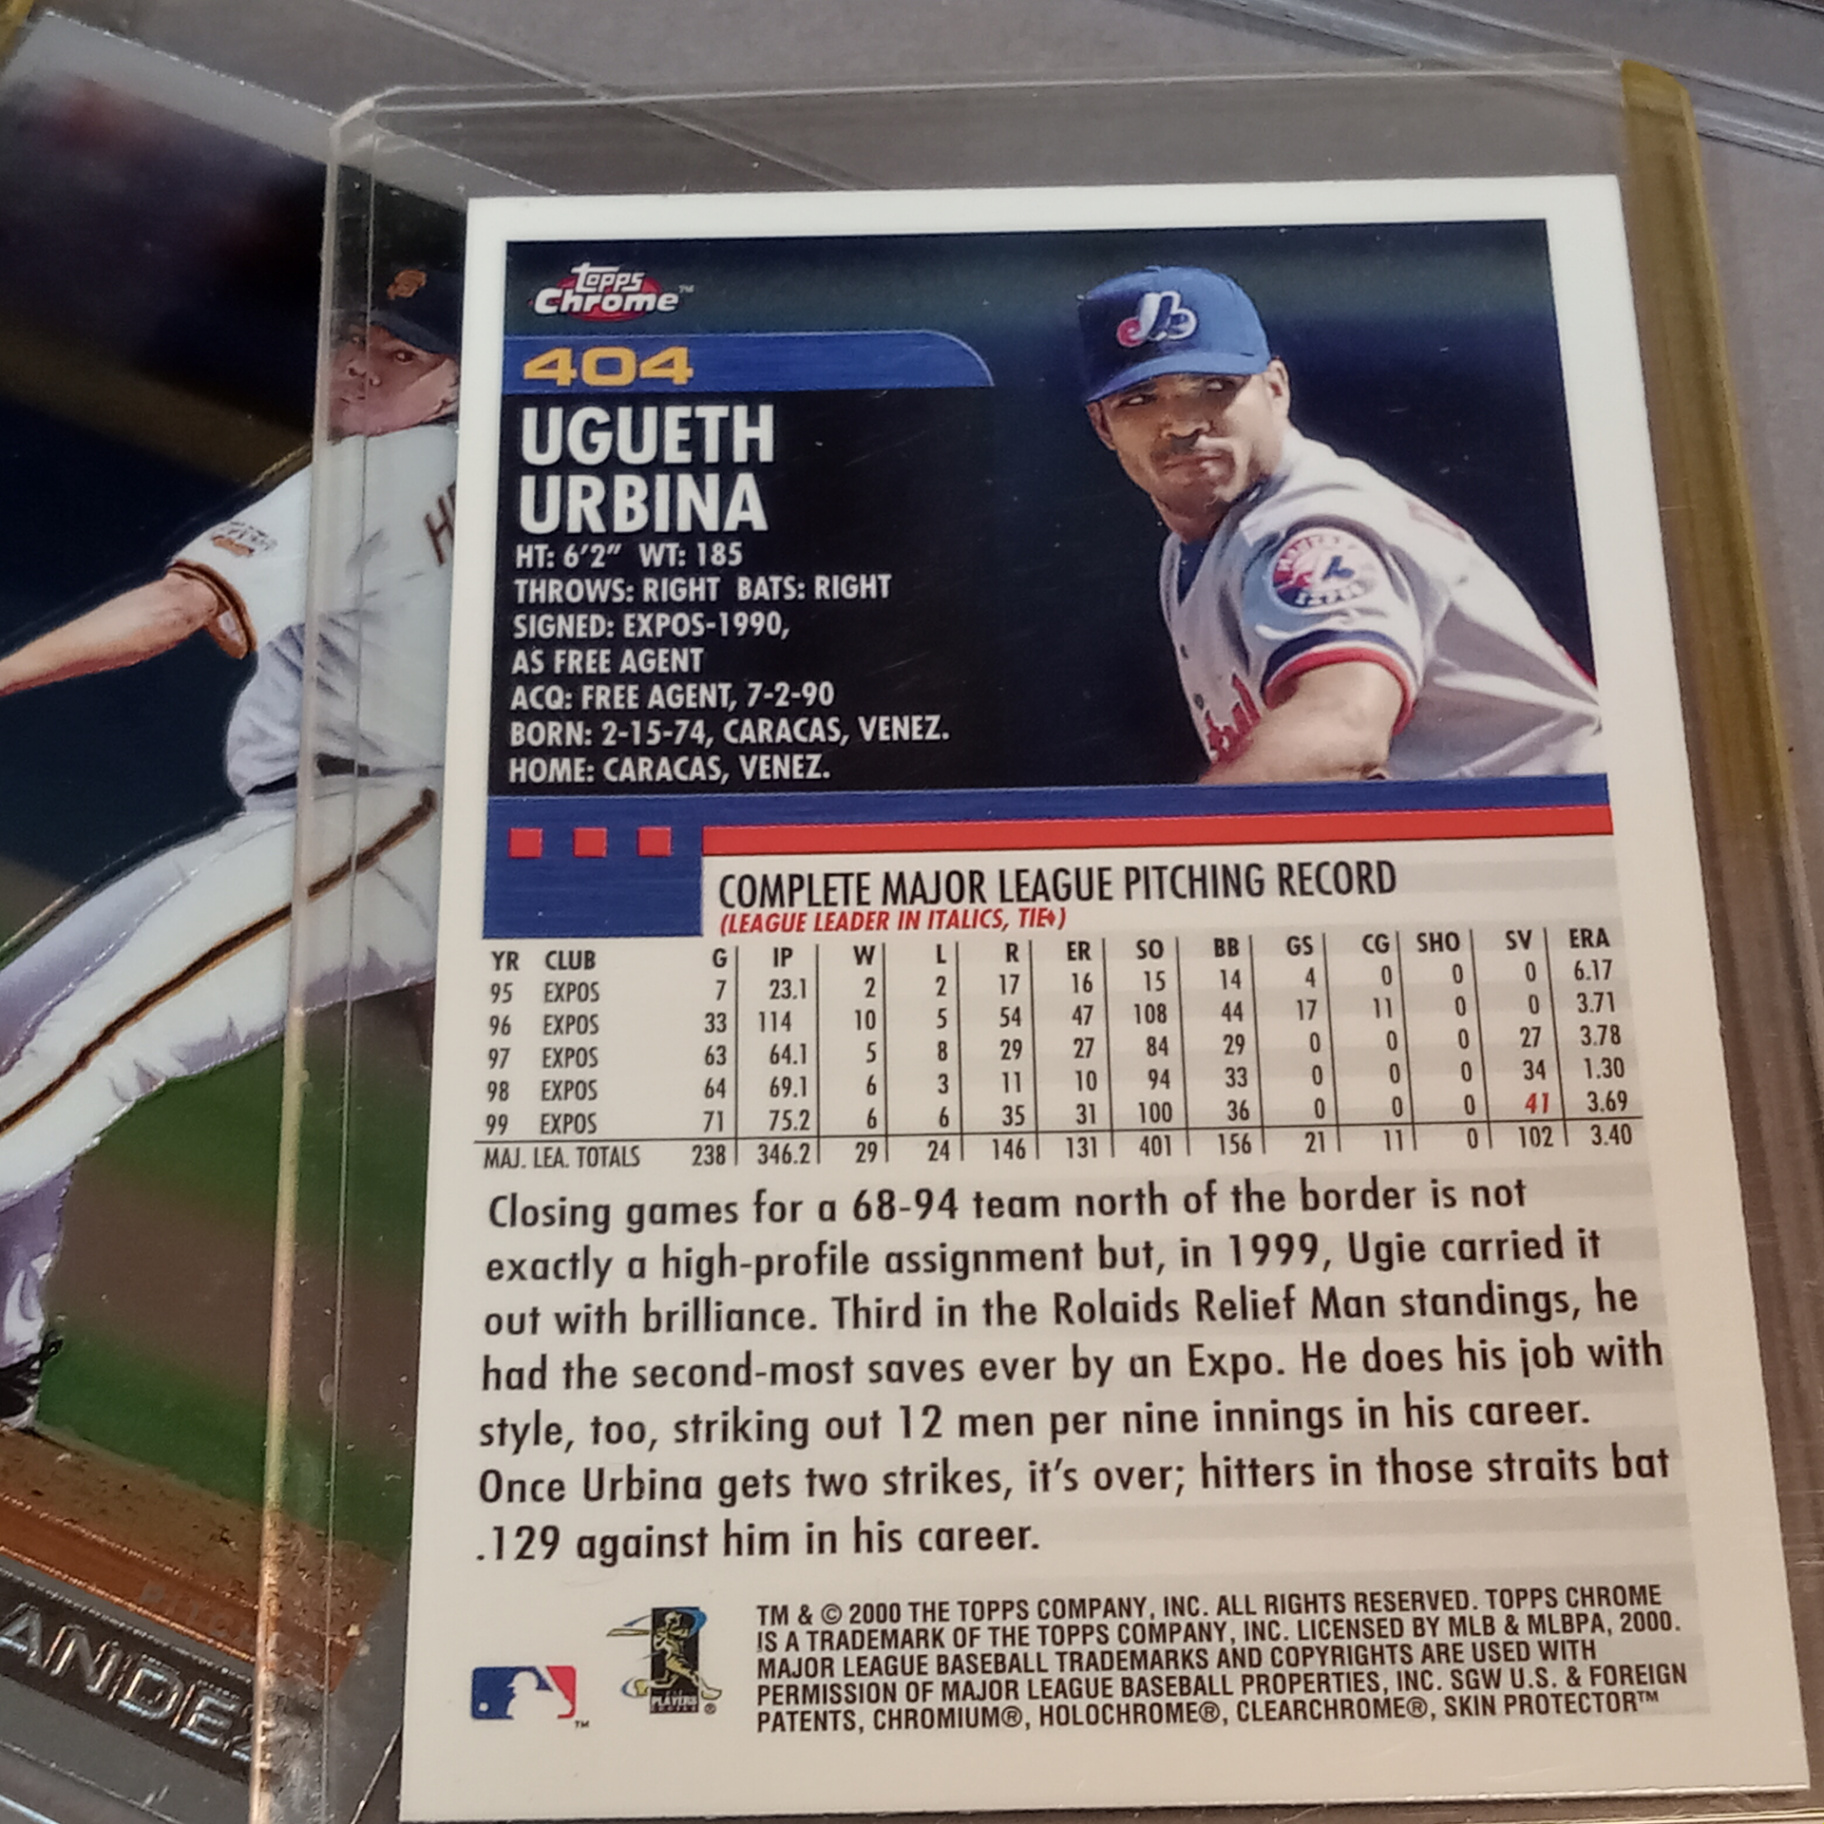 Topps
Chrome™
404
UGUETH
URBINA
HT: 6'2" WT: 185
THROWS: RIGHT BATS: RIGHT
SIGNED: EXPOS-1990,
AS FREE AGENT
ACQ: FREE AGENT, 7-2-90
BORN: 2-15-74, CARACAS, VENEZ.
HOME: CARACAS, VENEZ.
COMPLETE MAJOR LEAGUE PITCHING RECORD
(LEAGUE LEADER IN ITALICS, TIE♦)
YR CLUB G IP W L R ER SO BB GS CG SHO SV ERA
95 EXPOS 7 23.1 2 2 17 16 15 14 4 0 0 0 6.17
96 EXPOS 33 114 10 5 54 47 108 44 17 11 0 0 3.71
97 EXPOS 63 64.1 5 8 29 27 84 29 0 0 0 27 3.78
98 EXPOS 64 69.1 6 3 11 10 94 33 0 0 0 34 1.30
99 EXPOS 71 75.2 6 6 35 31 100 36 0 0 0 41 3.69
MAJ. LEA. TOTALS 238 346.2 29 24 146 131 401 156 21 11 0 102 3.40
Closing games for a 68-94 team north of the border is not
exactly a high-profile assignment but, in 1999, Ugie carried it
out with brilliance. Third in the Rolaids Relief Man standings, he
had the second-most saves ever by an Expo. He does his job with
style, too, striking out 12 men per nine innings in his career.
Once Urbina gets two strikes, it's over; hitters in those straits bat
.129 against him in his career.
TM & © 2000 THE TOPPS COMPANY, INC. ALL RIGHTS RESERVED. TOPPS CHROME
IS A TRADEMARK OF THE TOPPS COMPANY, INC. LICENSED BY MLB & MLBPA, 2000.
MAJOR LEAGUE BASEBALL TRADEMARKS AND COPYRIGHTS ARE USED WITH
PERMISSION OF MAJOR LEAGUE BASEBALL PROPERTIES, INC. SGW U.S. & FOREIGN
PATENTS, CHROMIUM®, HOLOCHROME®, CLEARCHROME®, SKIN PROTECTOR™
PLAYERS
PITCHER
ANDEZ